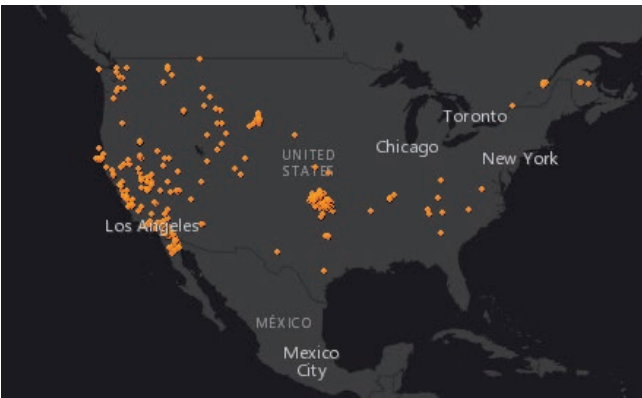 Toronto
Chicago
New York
UNITED
STATES
Los Angeles
MÉXICO
Mexico
City